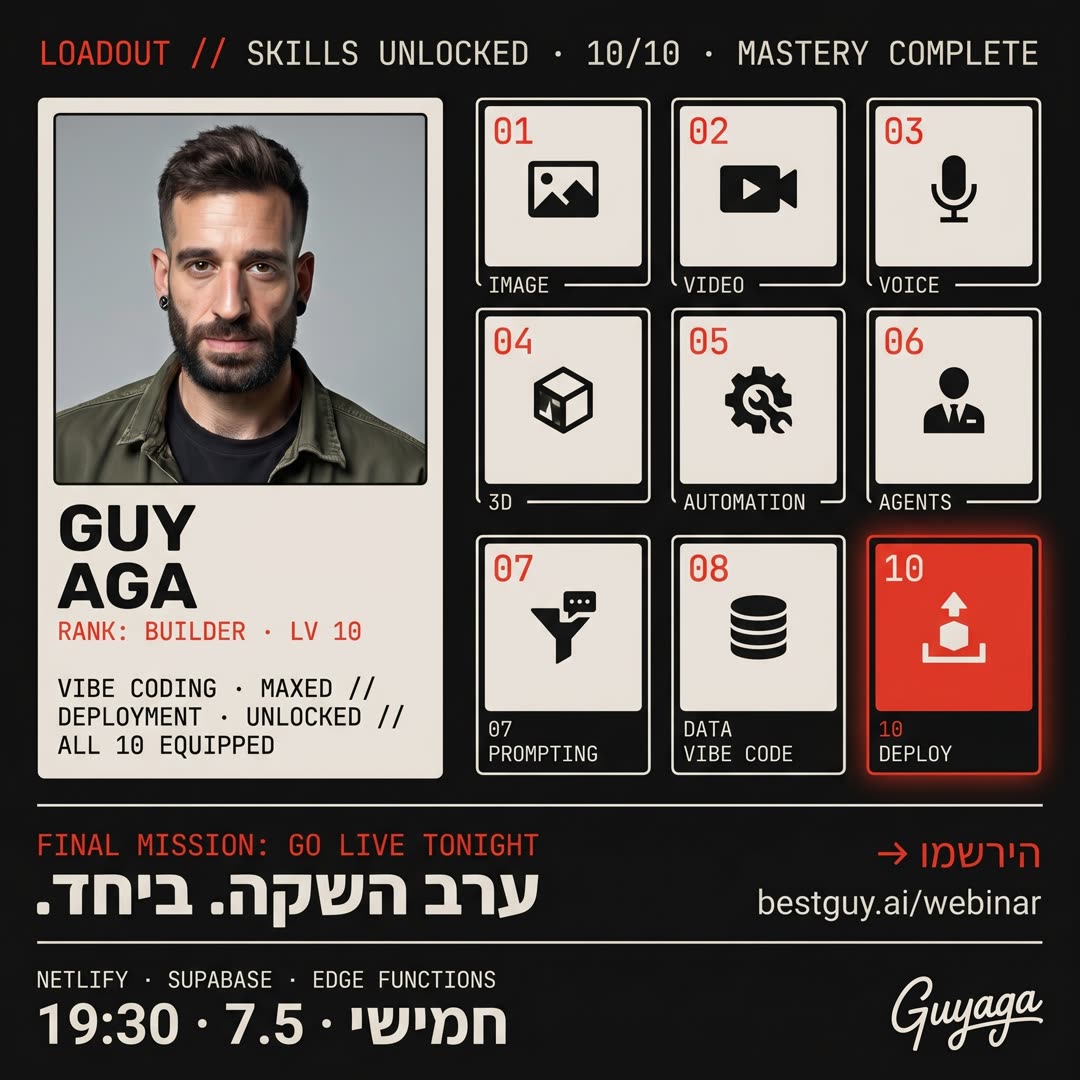 LOADOUT // SKILLS UNLOCKED · 10/10 · MASTERY COMPLETE
GUY
AGA
RANK: BUILDER · LV 10
VIBE CODING · MAXED //
DEPLOYMENT · UNLOCKED //
ALL 10 EQUIPPED
01
IMAGE
02
VIDEO
03
VOICE
04
3D
05
AUTOMATION
06
AGENTS
07
07
PROMPTING
08
DATA
VIBE CODE
10
10
DEPLOY
FINAL MISSION: GO LIVE TONIGHT
ערב השקה. ביחד.
הירשמו →
bestguy.ai/webinar
NETLIFY · SUPABASE · EDGE FUNCTIONS
חמישי · 7.5 · 19:30
Guyaga